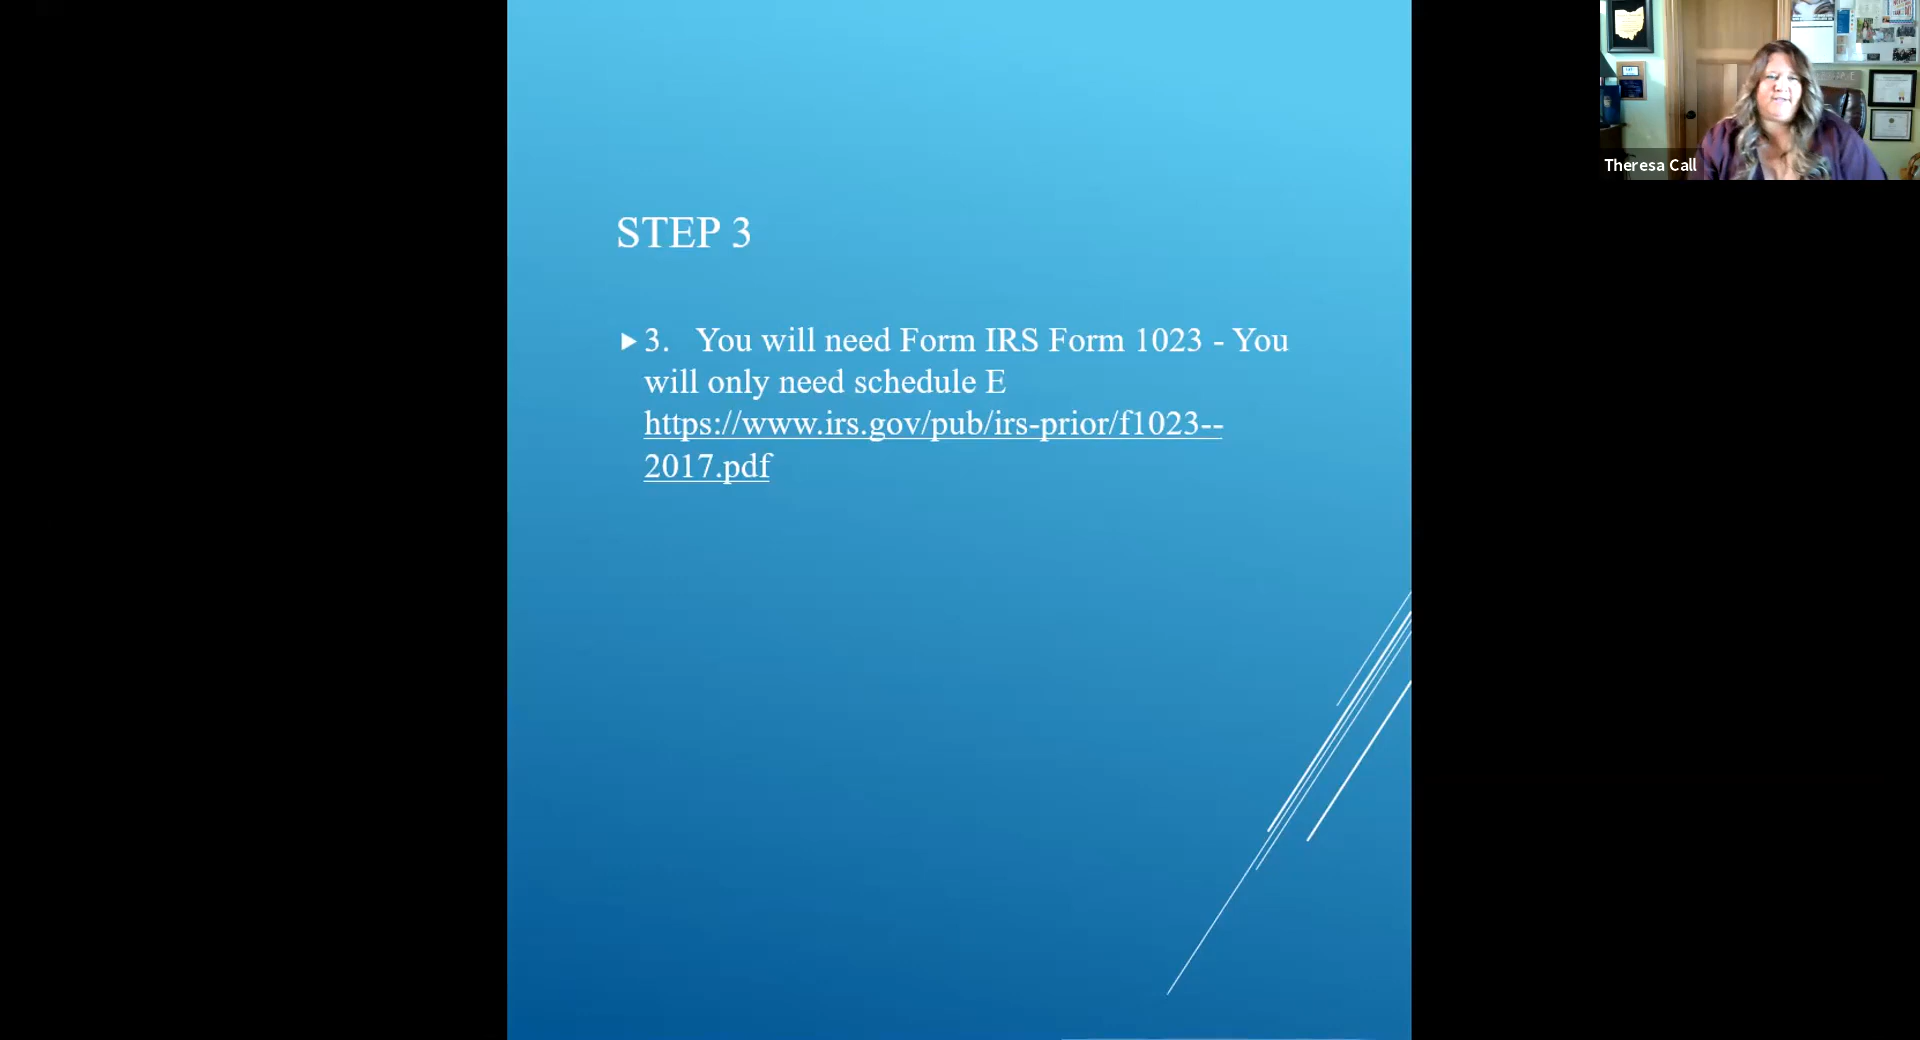 STEP 3
3. You will need Form IRS Form 1023 - You
will only need schedule E
https://www.irs.gov/pub/irs-prior/f1023--
2017.pdf
Theresa Call